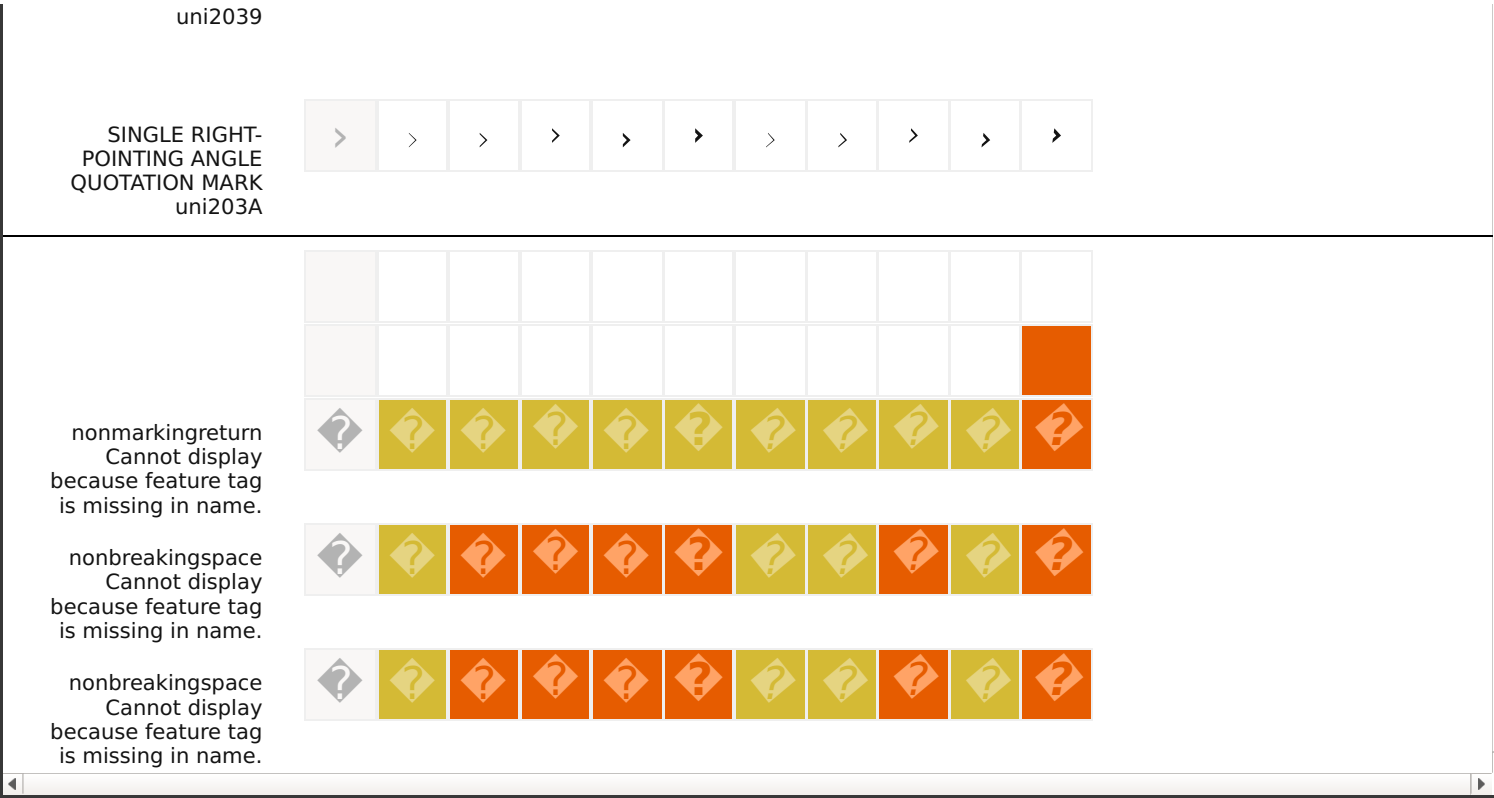 uni2039
SINGLE RIGHT-
POINTING ANGLE
QUOTATION MARK
uni203A
› › › › › › › › › › ›
nonmarkingreturn
Cannot display
because feature tag
is missing in name.
� � � � � � � � � � �
nonbreakingspace
Cannot display
because feature tag
is missing in name.
� � � � � � � � � � �
nonbreakingspace
Cannot display
because feature tag
is missing in name.
� � � � � � � � � � �